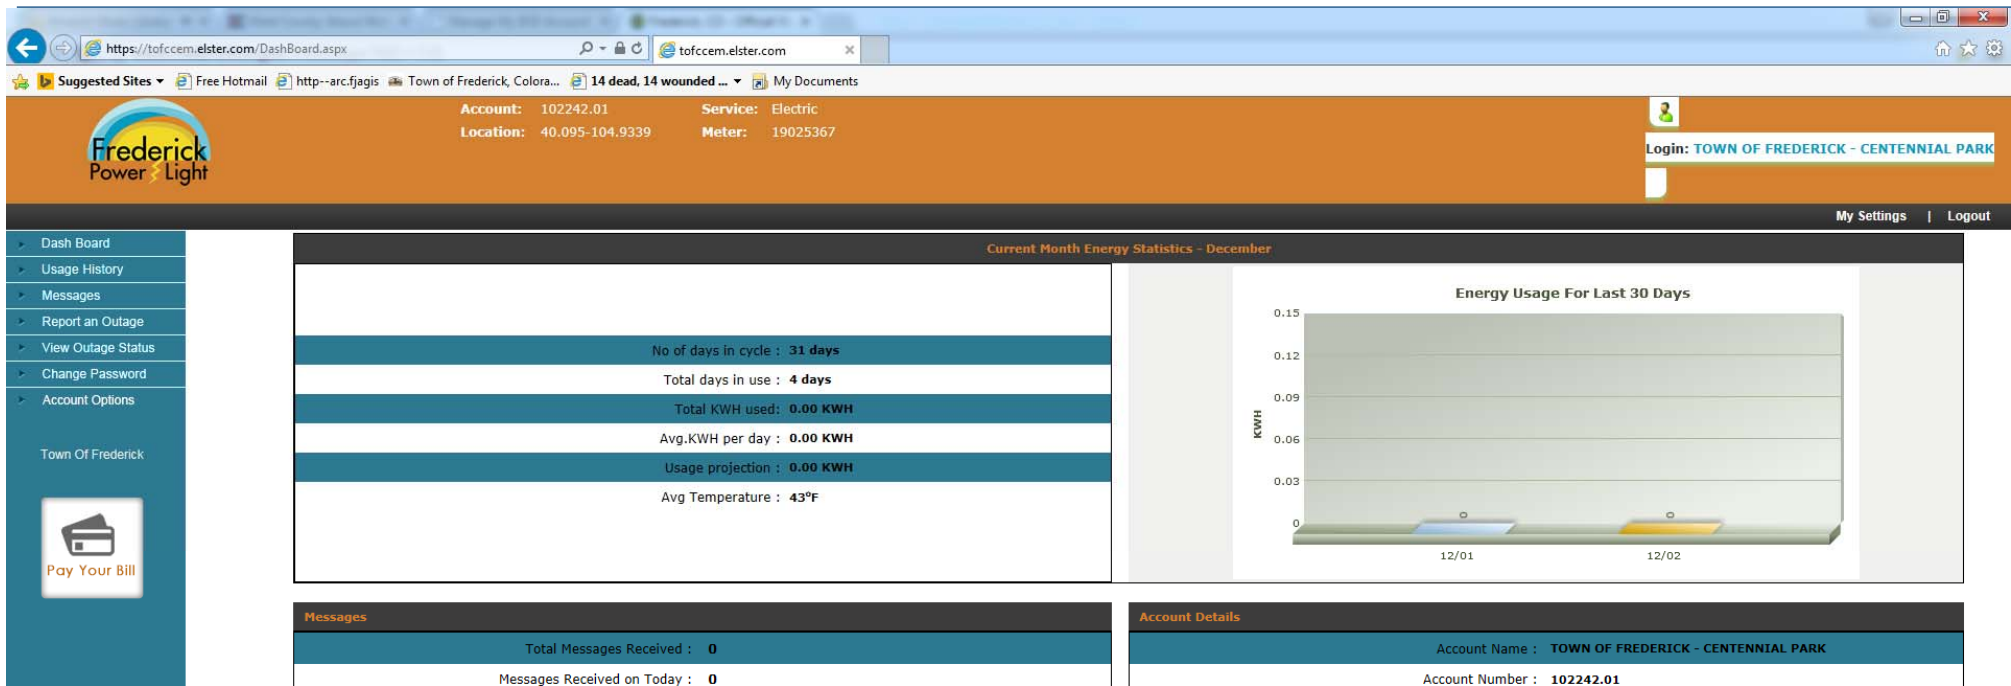 https://tofccem.elster.com/DashBoard.aspx
tofccem.elster.com
Suggested Sites
Free Hotmail
http--arc.fjagis
Town of Frederick, Colora...
14 dead, 14 wounded ...
My Documents
Frederick
Power Light
Account: 102242.01 Service: Electric
Location: 40.095-104.9339 Meter: 19025367
Login: TOWN OF FREDERICK - CENTENNIAL PARK
My Settings | Logout
Dash Board
Usage History
Messages
Report an Outage
View Outage Status
Change Password
Account Options
Town Of Frederick
Pay Your Bill
Current Month Energy Statistics - December
No of days in cycle : 31 days
Total days in use : 4 days
Total KWH used: 0.00 KWH
Avg.KWH per day : 0.00 KWH
Usage projection : 0.00 KWH
Avg Temperature : 43°F
Energy Usage For Last 30 Days
KWH
0.15
0.12
0.09
0.06
0.03
0
0 0
12/01 12/02
Messages
Total Messages Received : 0
Messages Received on Today : 0
Account Details
Account Name : TOWN OF FREDERICK - CENTENNIAL PARK
Account Number : 102242.01